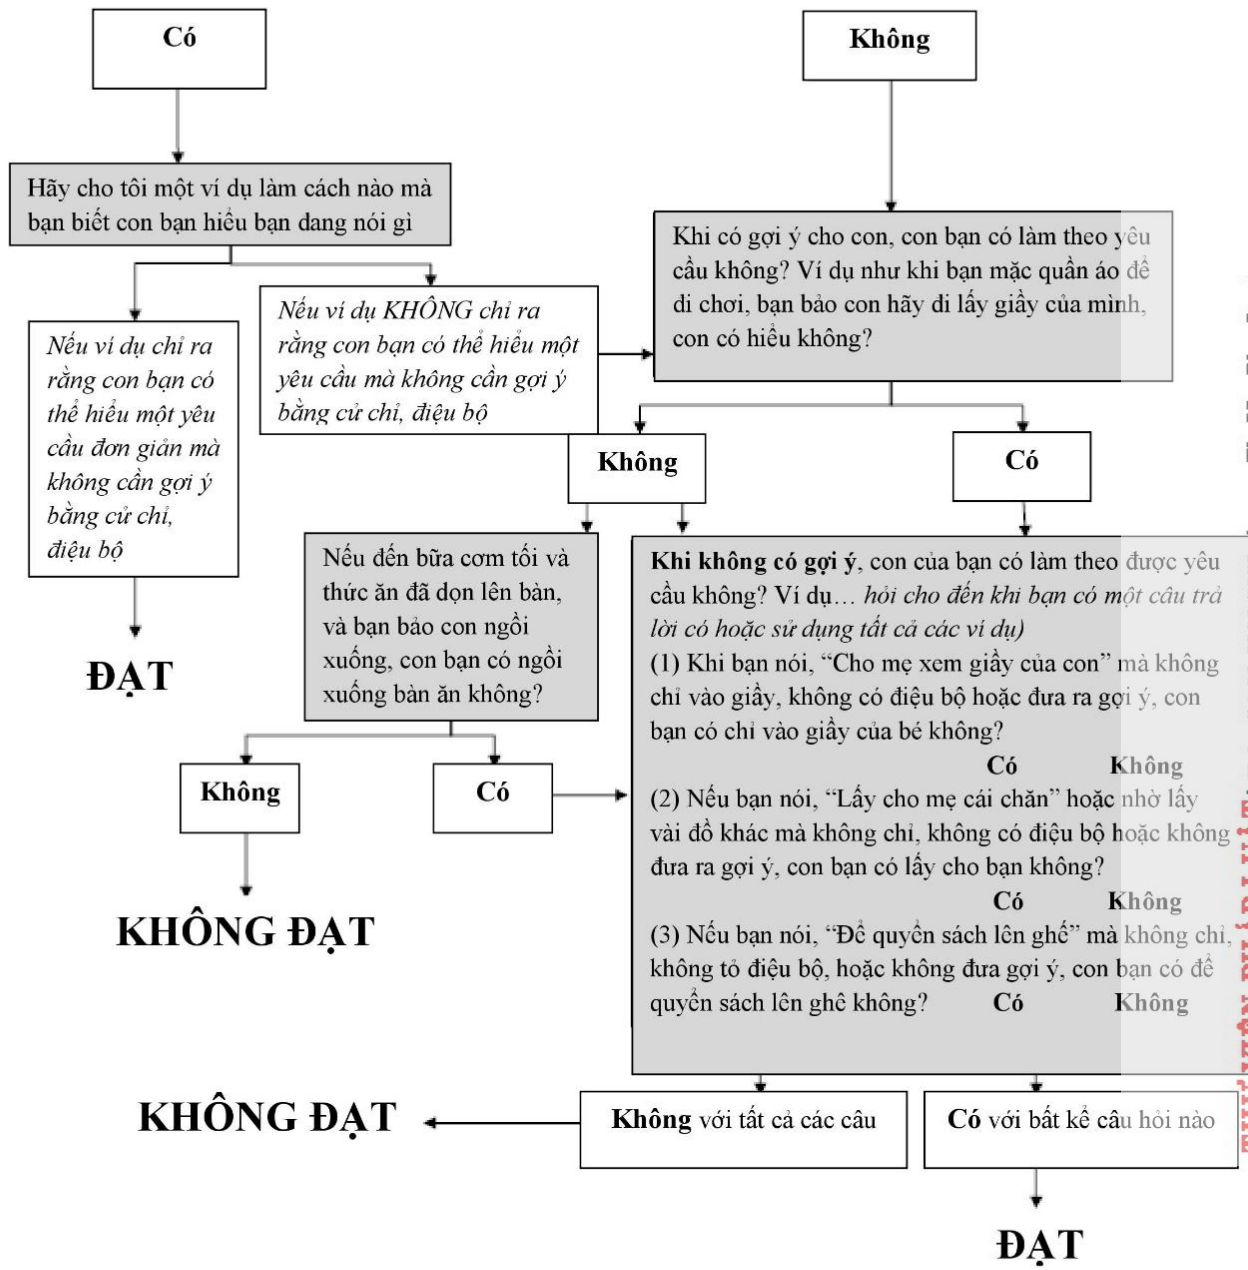 Có
Không
Hãy cho tôi một ví dụ làm cách nào mà
bạn biết con bạn hiểu bạn đang nói gì
Khi có gợi ý cho con, con bạn có làm theo yêu
cầu không? Ví dụ như khi bạn mặc quần áo để
đi chơi, bạn bảo con hãy đi lấy giầy của mình,
con có hiểu không?
Nếu ví dụ chỉ ra
rằng con bạn có
thể hiểu một yêu
cầu đơn giản mà
không cần gợi ý
bằng cử chỉ,
điệu bộ
Nếu ví dụ KHÔNG chỉ ra
rằng con bạn có thể hiểu một
yêu cầu mà không cần gợi ý
bằng cử chỉ, điệu bộ
Không
Có
ĐẠT
Nếu đến bữa cơm tối và
thức ăn đã dọn lên bàn,
và bạn bảo con ngồi
xuống, con bạn có ngồi
xuống bàn ăn không?
Không
Có
KHÔNG ĐẠT
Khi không có gợi ý, con của bạn có làm theo được yêu
cầu không? Ví dụ… hỏi cho đến khi bạn có một câu trả
lời có hoặc sử dụng tất cả các ví dụ)
(1) Khi bạn nói, “Cho mẹ xem giầy của con” mà không
chỉ vào giầy, không có điệu bộ hoặc đưa ra gợi ý, con
bạn có chỉ vào giầy của bé không?
Có Không
(2) Nếu bạn nói, “Lấy cho mẹ cái chăn” hoặc nhờ lấy
vài đồ khác mà không chỉ, không có điệu bộ hoặc không
đưa ra gợi ý, con bạn có lấy cho bạn không?
Có Không
(3) Nếu bạn nói, “Để quyển sách lên ghế” mà không chỉ,
không tỏ điệu bộ, hoặc không đưa gợi ý, con bạn có để
quyển sách lên ghê không? Có Không
KHÔNG ĐẠT
Không với tất cả các câu
Có với bất kể câu hỏi nào
ĐẠT